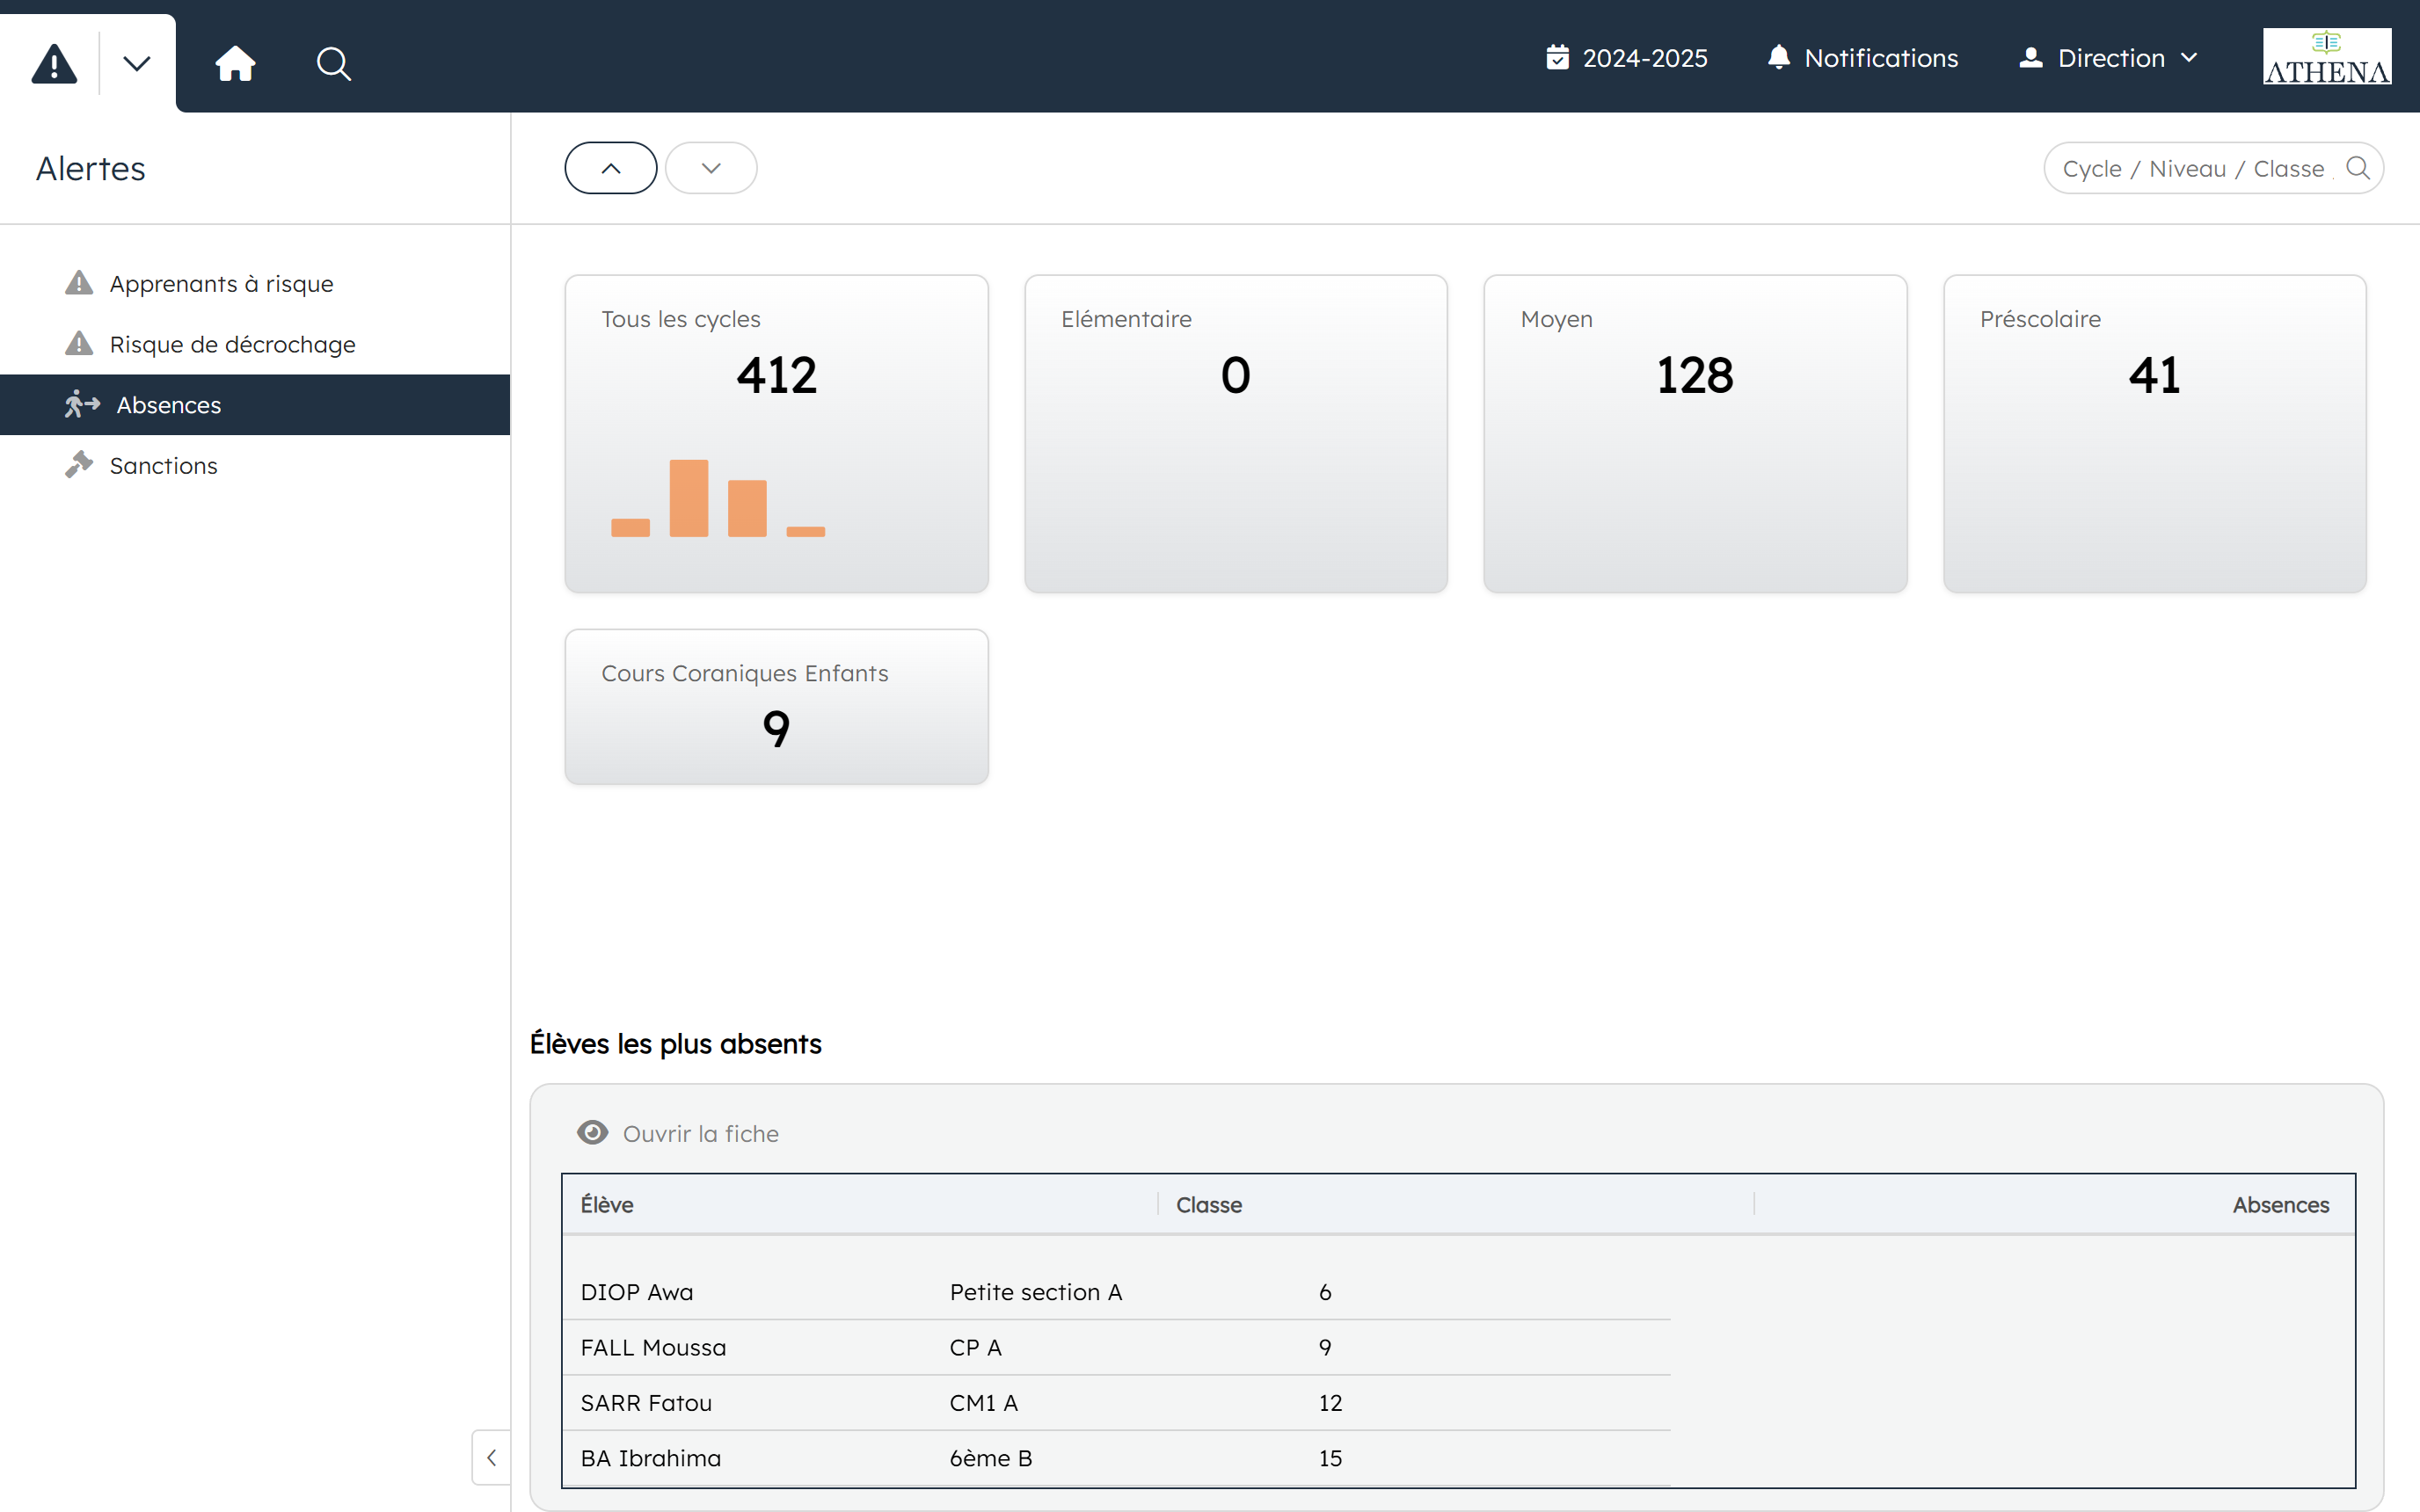 2024-2025 Notifications Direction
ATHENA
Alertes
Cycle / Niveau / Classe
Apprenants à risque
Risque de décrochage
Absences
Sanctions
Tous les cycles
412
Elémentaire
0
Moyen
128
Préscolaire
41
Cours Coraniques Enfants
9
Élèves les plus absents
Ouvrir la fiche
Élève Classe Absences
DIOP Awa Petite section A 6
FALL Moussa CP A 9
SARR Fatou CM1 A 12
BA Ibrahima 6ème B 15